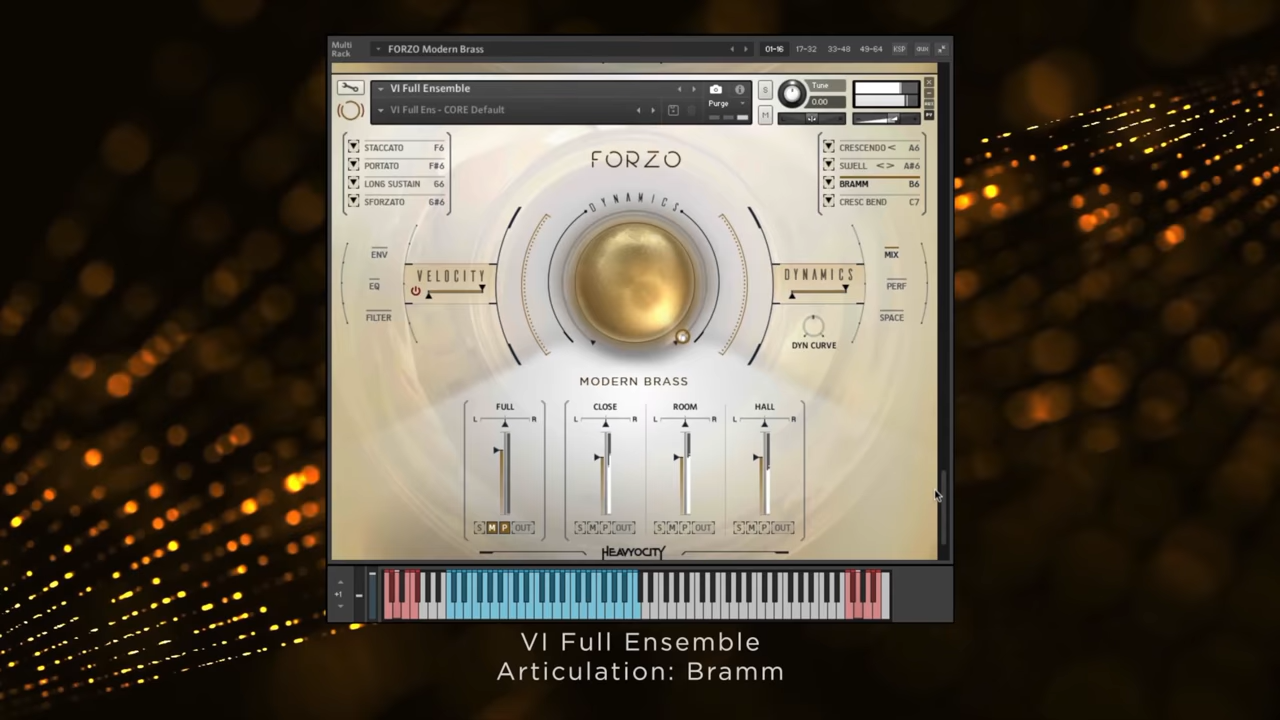 Multi
Rack
FORZO Modern Brass
01-16 17-32 33-48 49-64 KSP
VI Full Ensemble
VI Full Ens - CORE Default
Purge
S
M
Tune
0.00
STACCATO F6
PORTATO F#6
LONG SUSTAIN G6
SFORZATO G#6
FORZO
CRESCENDO < A6
SWELL <> A#6
BRAMM B6
CRESC BEND C7
DYNAMICS
ENV
EQ
FILTER
VELOCITY
DYNAMICS
DYN CURVE
MIX
PERF
SPACE
MODERN BRASS
FULL CLOSE ROOM HALL
L R L R L R L R
S M P OUT S M P OUT S M P OUT S M P OUT
HEAVYOCITY
+1
VI Full Ensemble
Articulation: Bramm